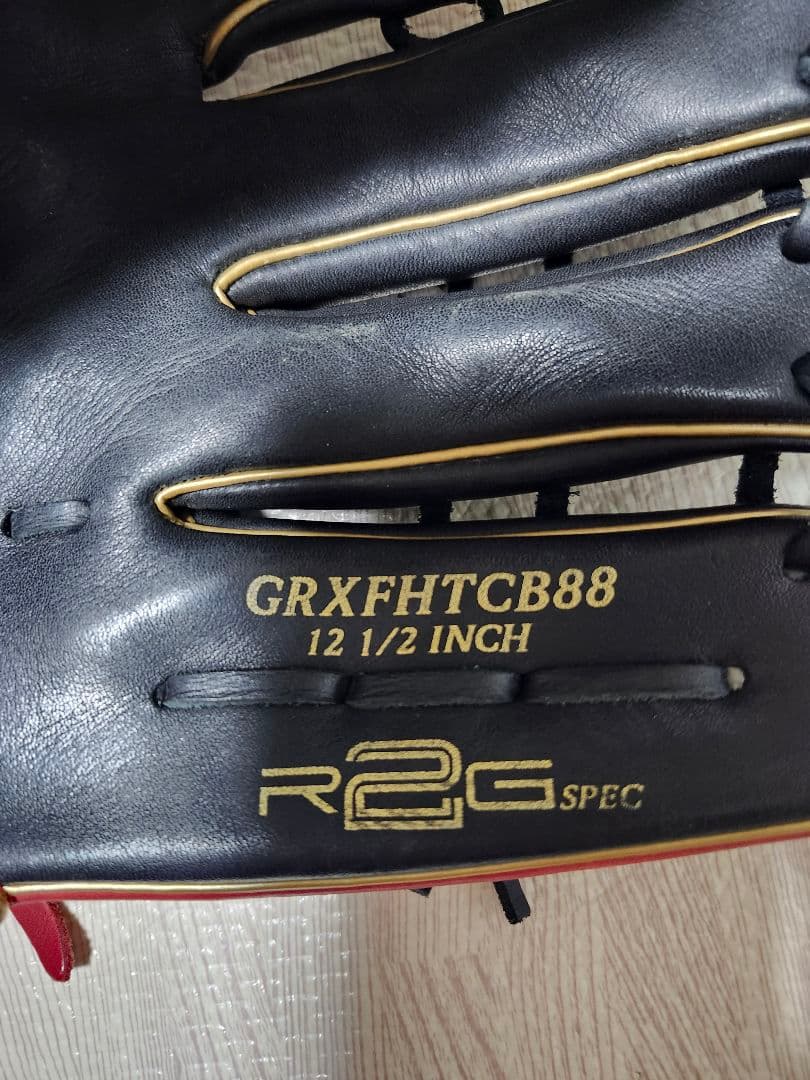 GRXFHTCB88
12 1/2 INCH
R2G SPEC